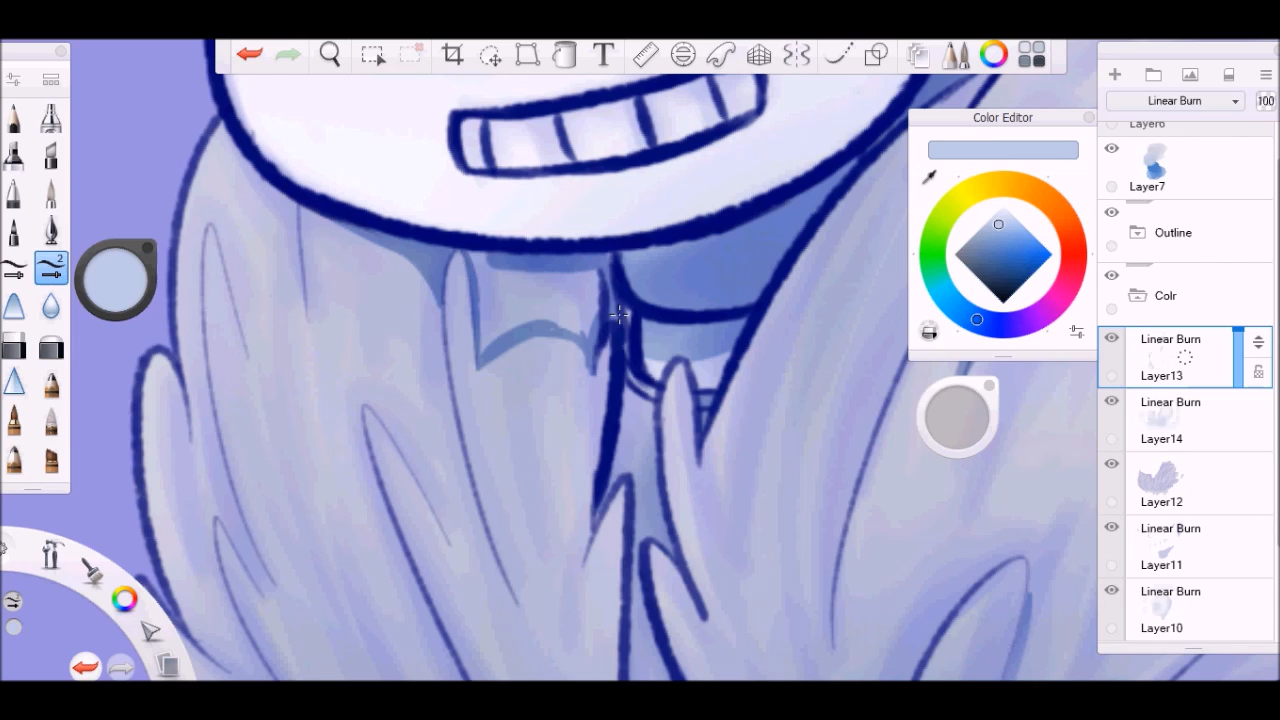 T
Color Editor
Linear Burn
100
Layer6
Layer7
Outline
Colr
2
Linear Burn
Layer13
Linear Burn
Layer14
Layer12
Linear Burn
Layer11
Linear Burn
Layer10